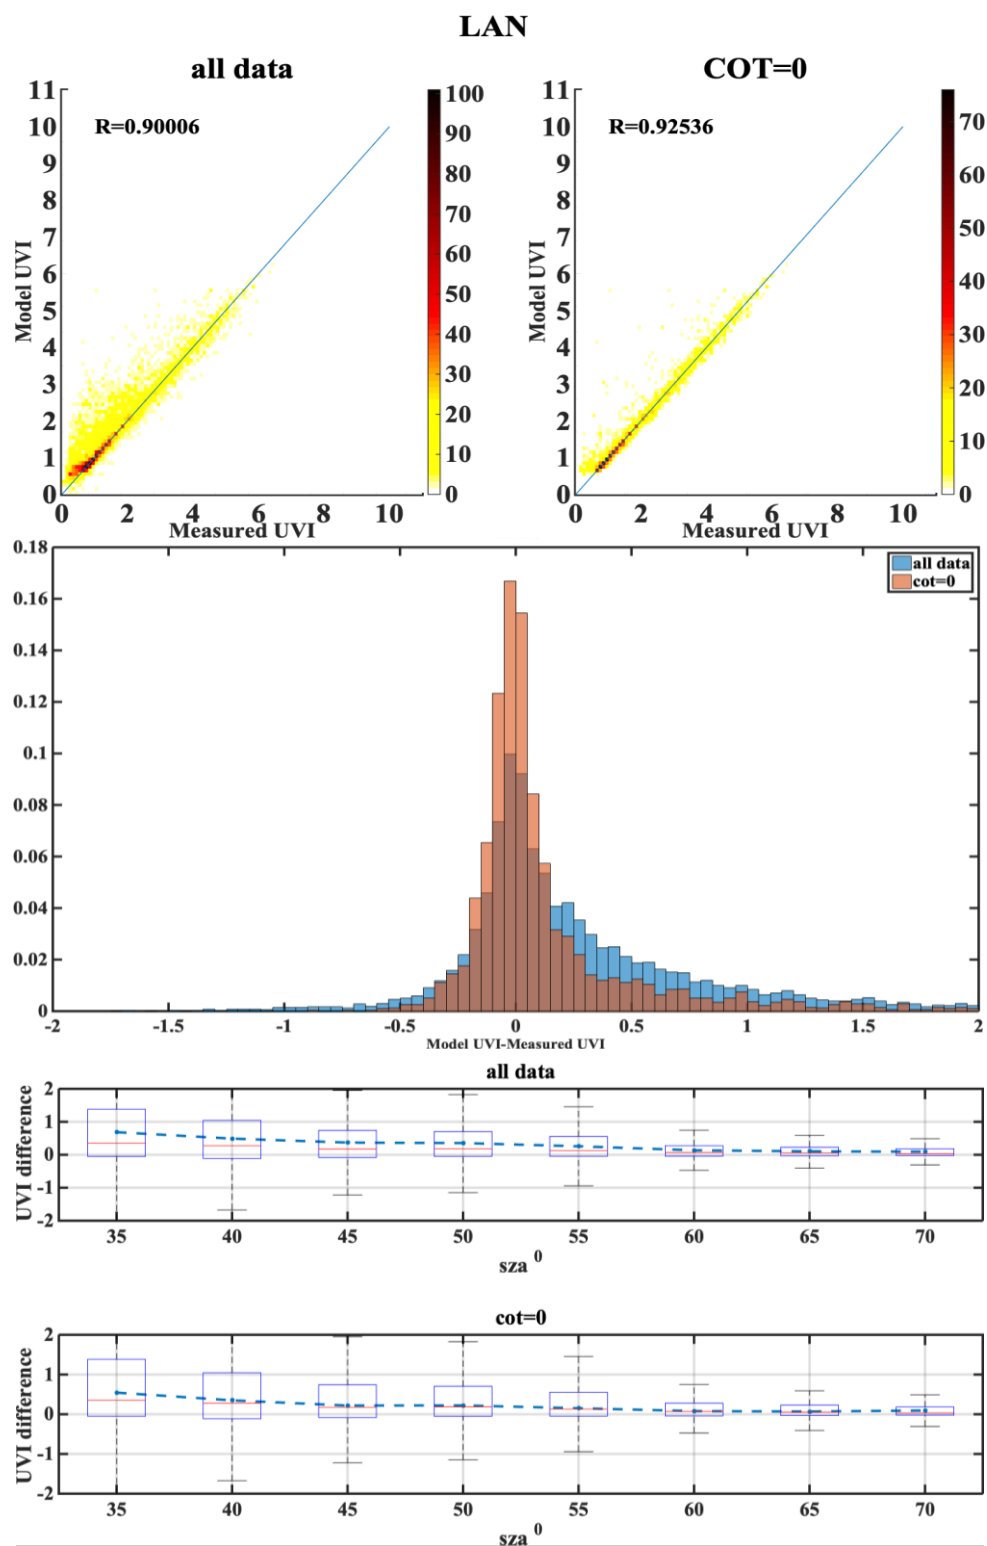 LAN
all data
COT=0
R=0.90006
R=0.92536
11
10
9
8
7
6
5
4
3
2
1
0
Model UVI
0 2 4 6 8 10
Measured UVI
100
90
80
70
60
50
40
30
20
10
0
11
10
9
8
7
6
5
4
3
2
1
0
Model UVI
0 2 4 6 8 10
Measured UVI
70
60
50
40
30
20
10
0
0.18
0.16
0.14
0.12
0.1
0.08
0.06
0.04
0.02
0
all data
cot=0
-2 -1.5 -1 -0.5 0 0.5 1 1.5 2
Model UVI-Measured UVI
all data
UVI difference
2
1
0
-1
-2
35 40 45 50 55 60 65 70
sza 0
cot=0
UVI difference
2
1
0
-1
-2
35 40 45 50 55 60 65 70
sza 0